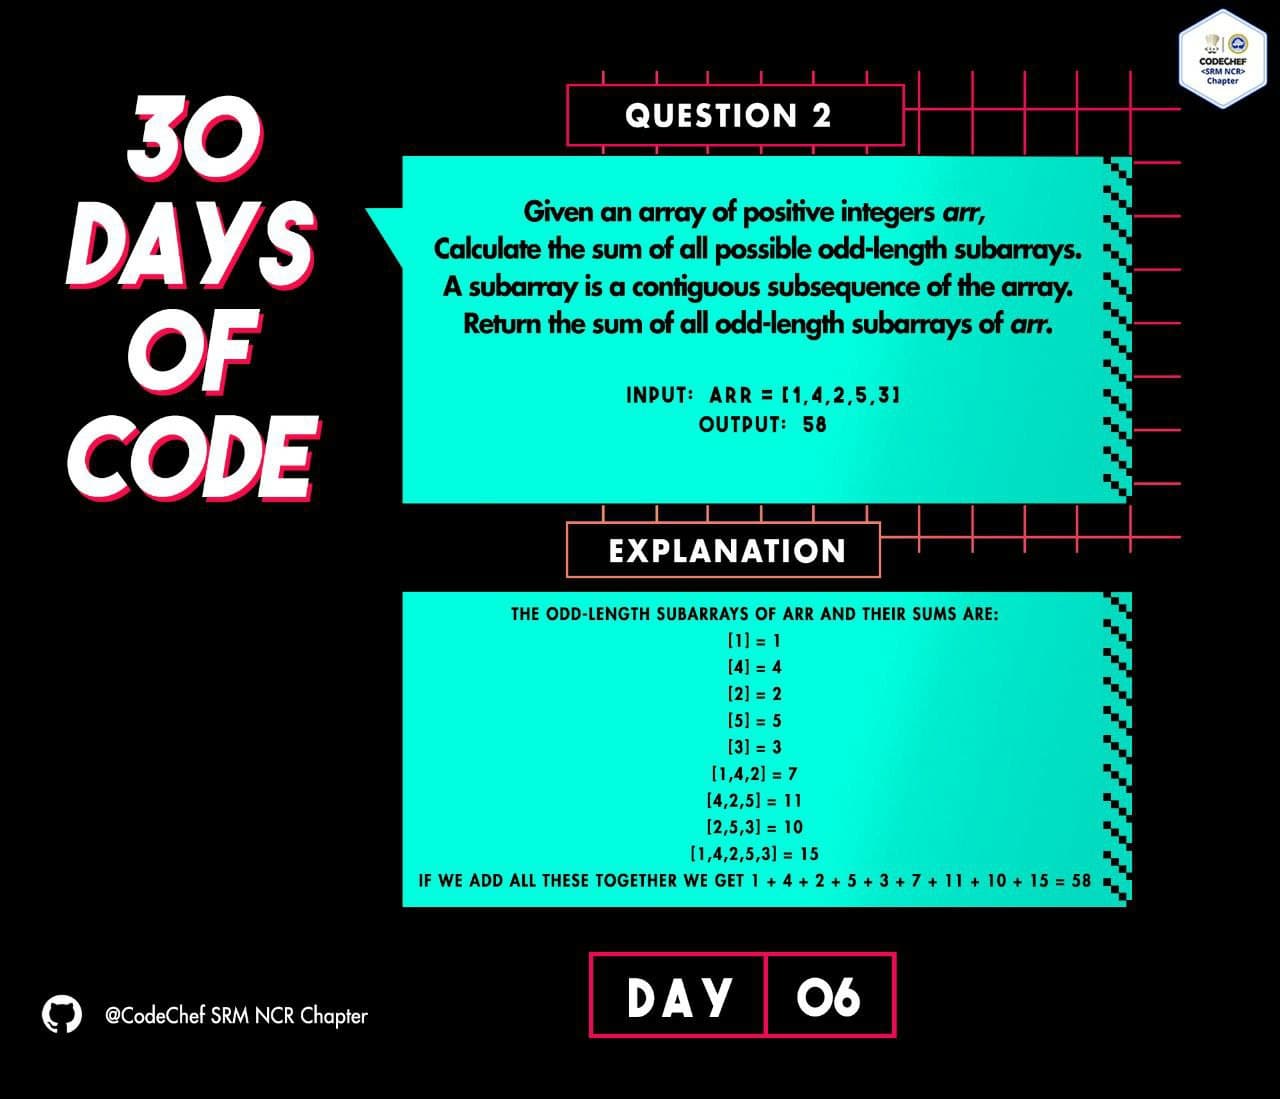 CODECHEF
<SRM NCR>
Chapter
30
DAYS
OF
CODE
QUESTION 2
Given an array of positive integers arr,
Calculate the sum of all possible odd-length subarrays.
A subarray is a contiguous subsequence of the array.
Return the sum of all odd-length subarrays of arr.
INPUT: ARR = [1,4,2,5,3]
OUTPUT: 58
EXPLANATION
THE ODD-LENGTH SUBARRAYS OF ARR AND THEIR SUMS ARE:
[1] = 1
[4] = 4
[2] = 2
[5] = 5
[3] = 3
[1,4,2] = 7
[4,2,5] = 11
[2,5,3] = 10
[1,4,2,5,3] = 15
IF WE ADD ALL THESE TOGETHER WE GET 1 + 4 + 2 + 5 + 3 + 7 + 11 + 10 + 15 = 58
DAY 06
@CodeChef SRM NCR Chapter